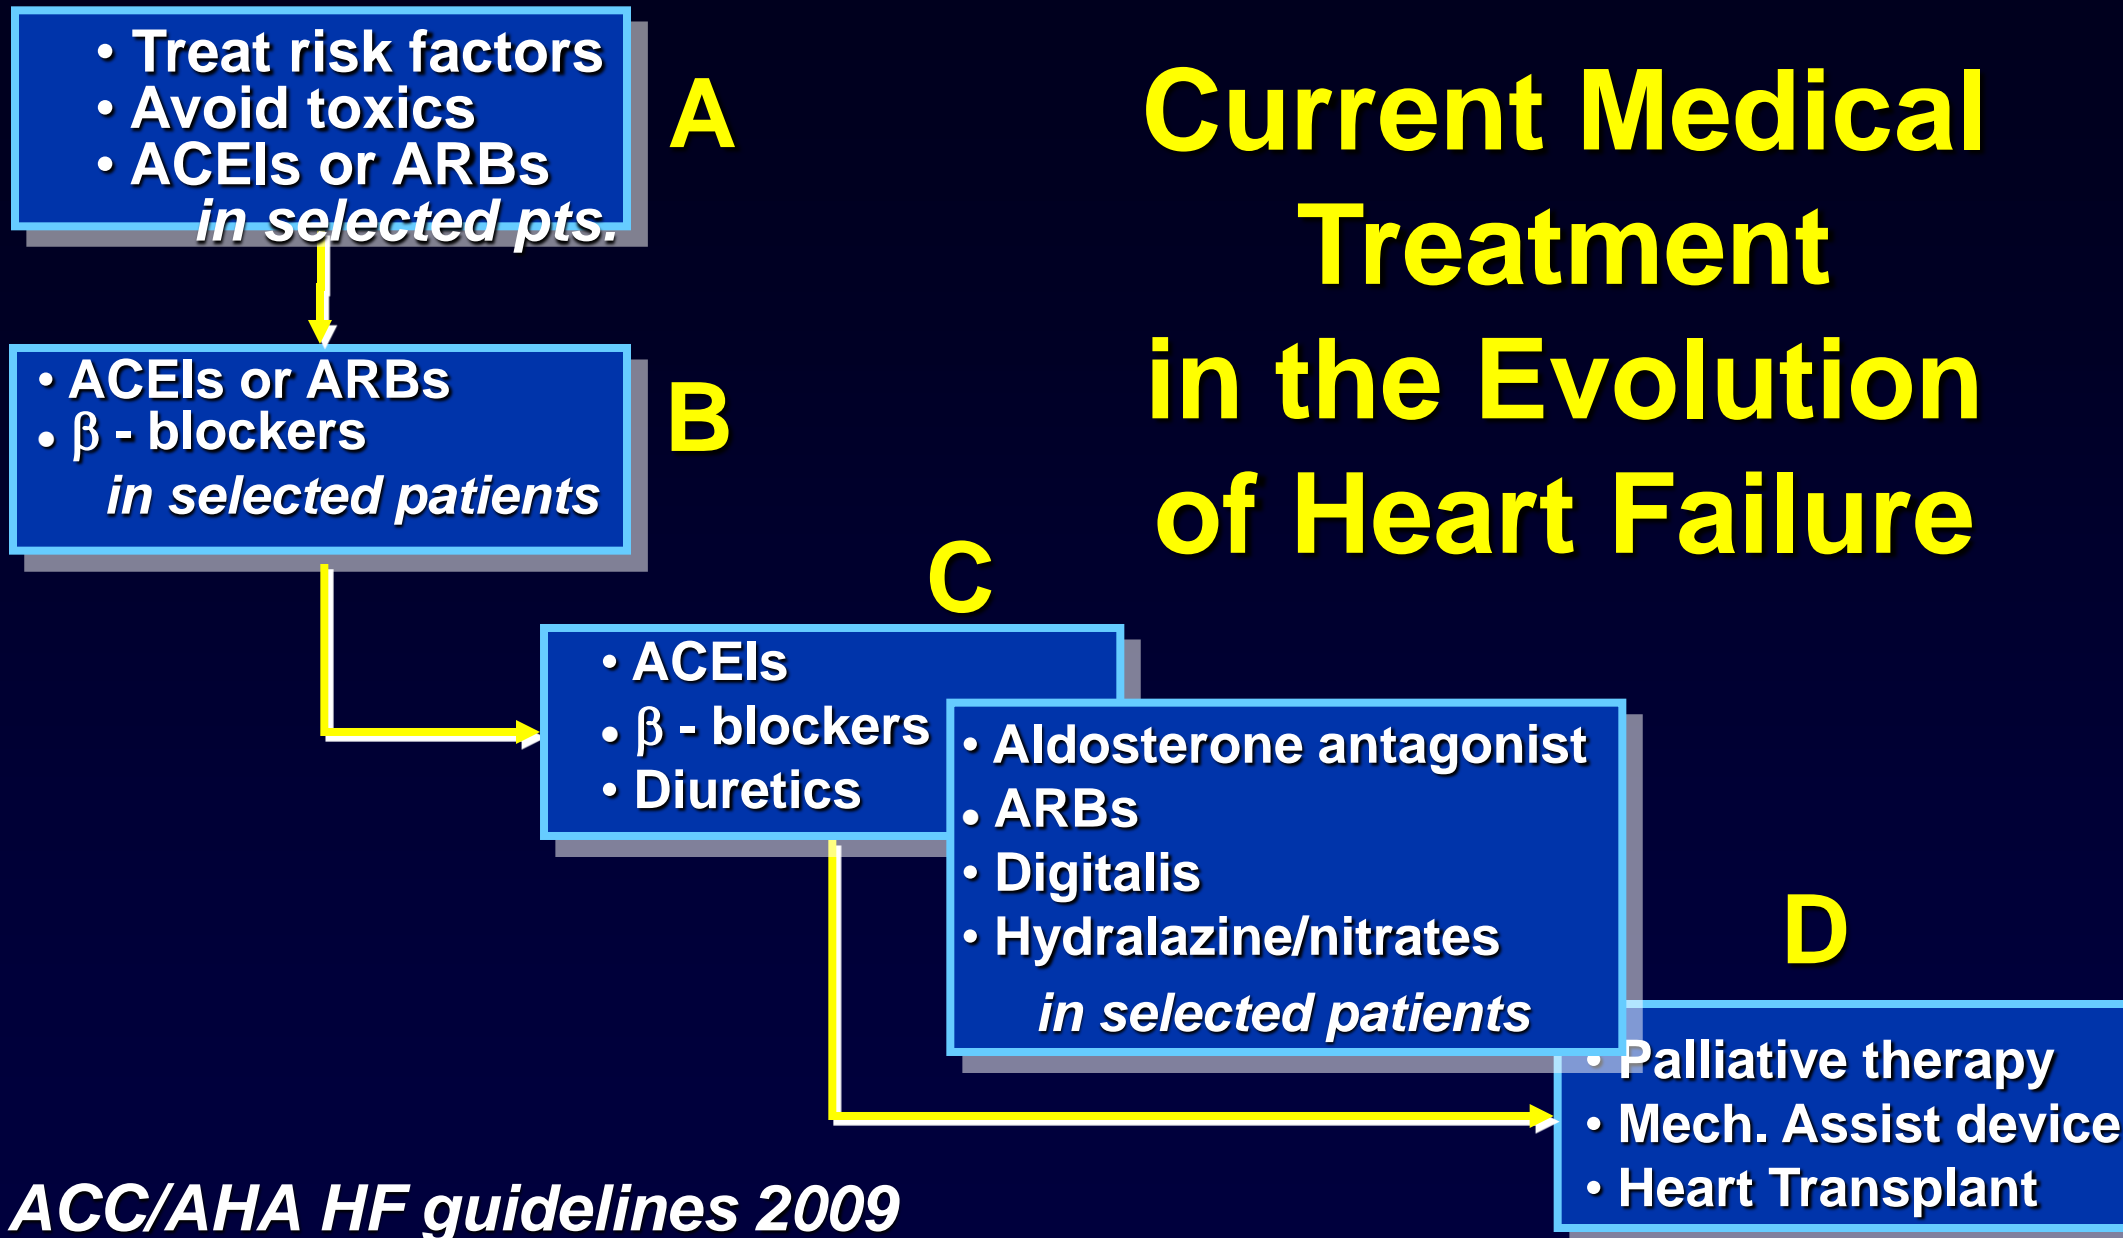 • Treat risk factors
• Avoid toxics
• ACEIs or ARBs
in selected pts.
A
Current Medical
Treatment
in the Evolution
of Heart Failure
• ACEIs or ARBs
• β - blockers
in selected patients
B
C
• ACEIs
• β - blockers
• Diuretics
• Aldosterone antagonist
• ARBs
• Digitalis
• Hydralazine/nitrates
in selected patients
D
• Palliative therapy
• Mech. Assist device
• Heart Transplant
ACC/AHA HF guidelines 2009